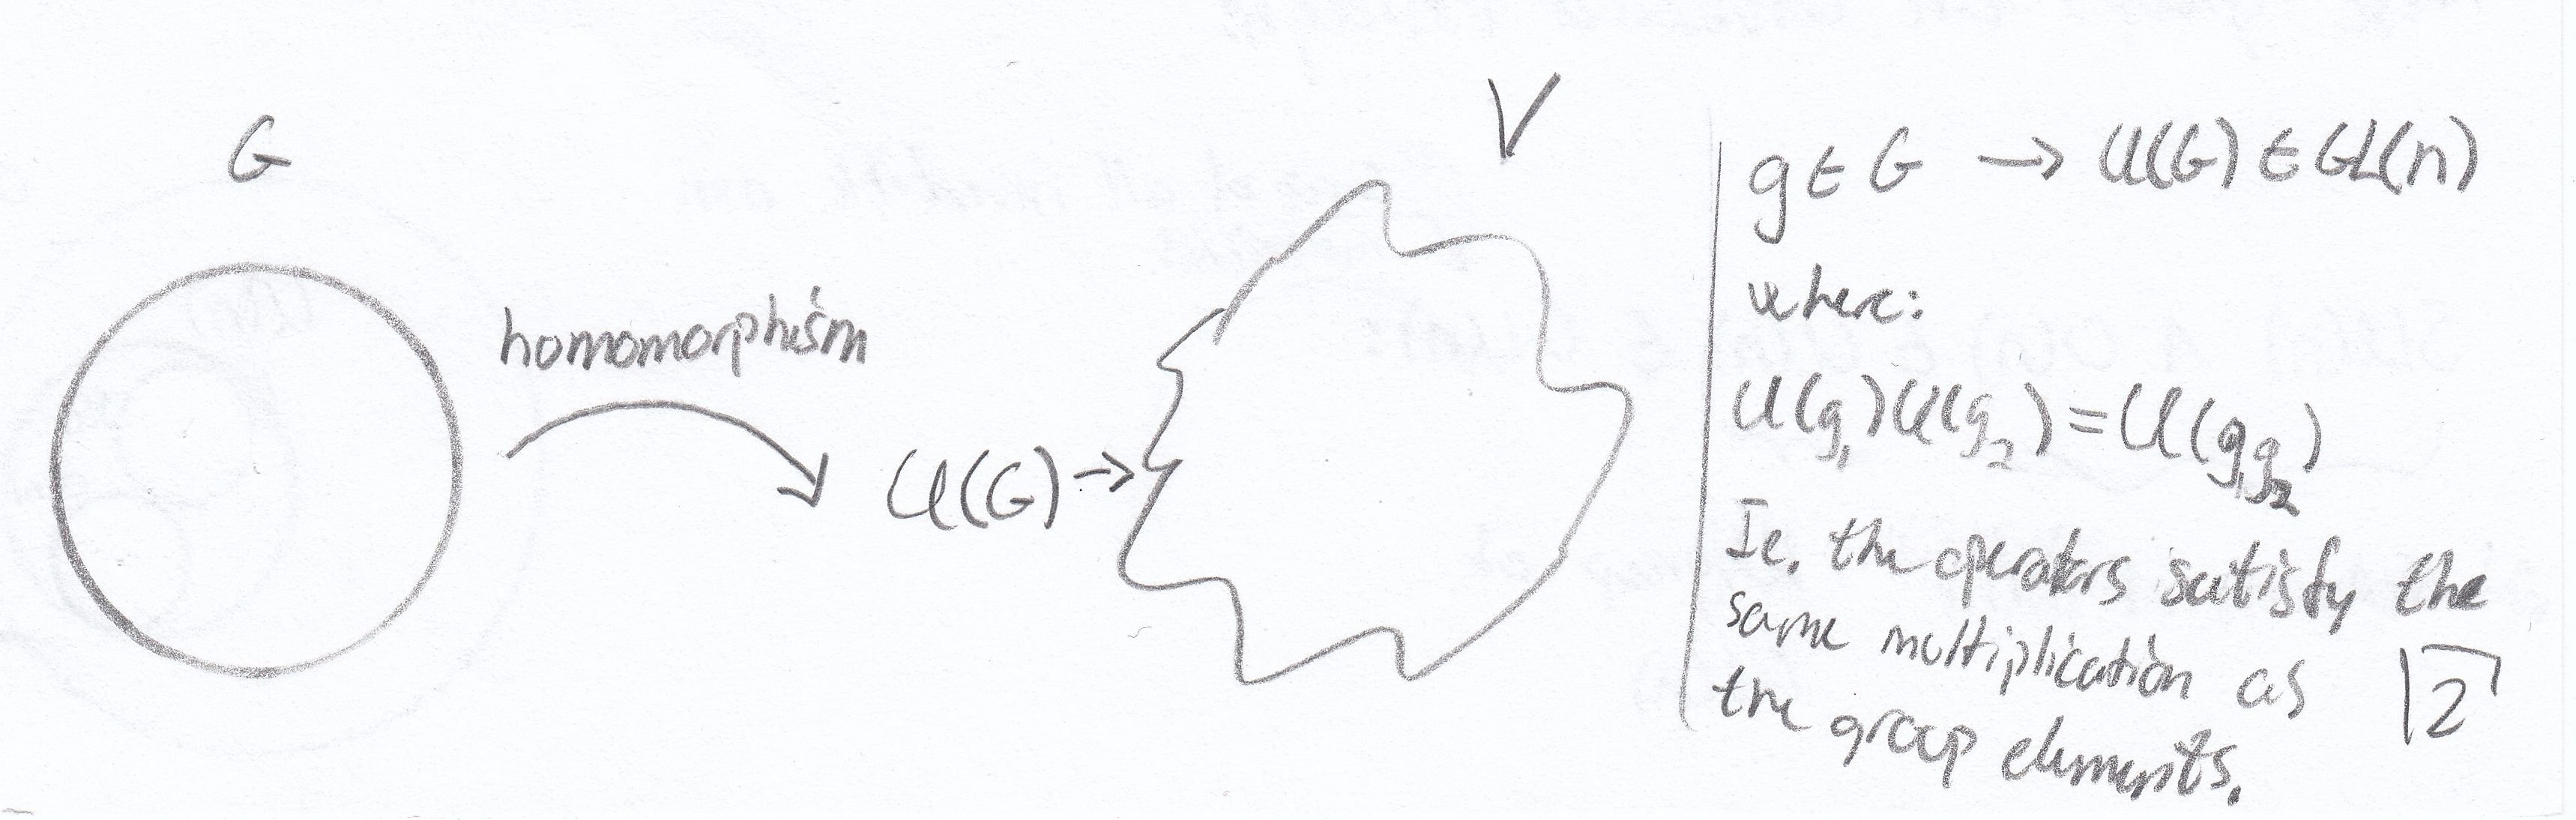 G
homomorphism
U(G) →
V
g ∈ G → U(G) ∈ GL(n)
where:
U(g₁)U(g₂) = U(g₁g₂)
Ie. the operators satisfy the
same multiplication as
the group elements.
2